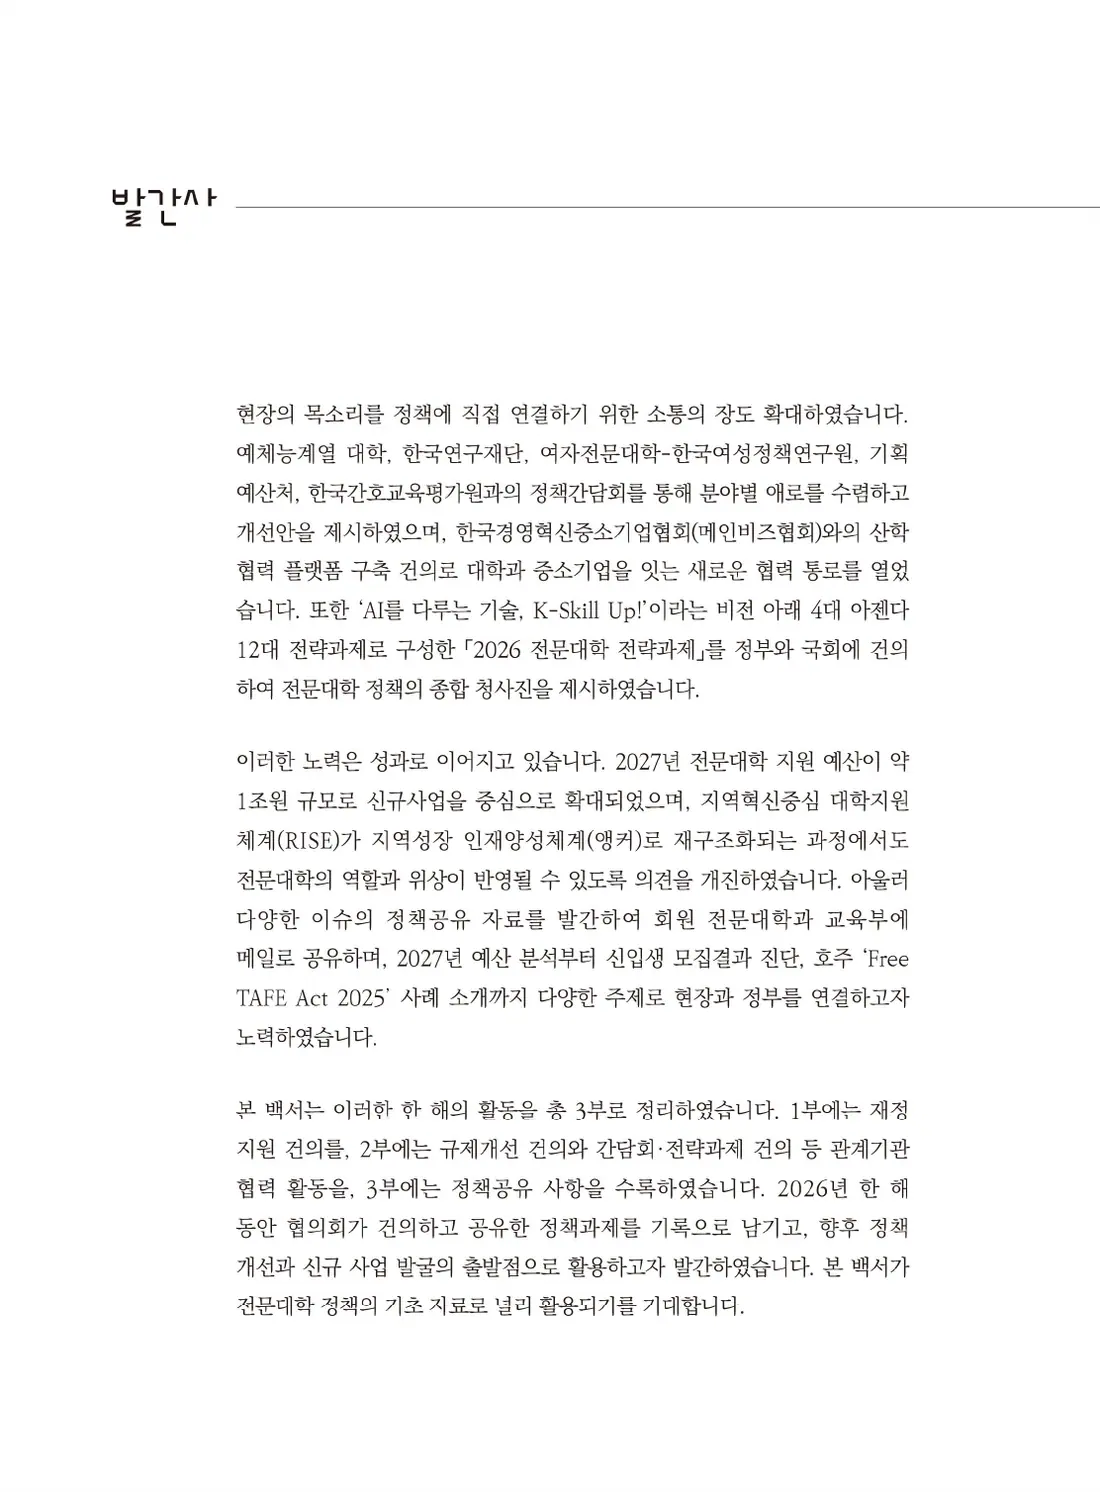 발간사
현장의 목소리를 정책에 직접 연결하기 위한 소통의 장도 확대하였습니다.
예체능계열 대학, 한국연구재단, 여자전문대학-한국여성정책연구원, 기획
예산처, 한국간호교육평가원과의 정책간담회를 통해 분야별 애로를 수렴하고
개선안을 제시하였으며, 한국경영혁신중소기업협회(메인비즈협회)와의 산학
협력 플랫폼 구축 건의로 대학과 중소기업을 잇는 새로운 협력 통로를 열었
습니다. 또한 ‘AI를 다루는 기술, K-Skill Up!’이라는 비전 아래 4대 아젠다
12대 전략과제로 구성한 「2026 전문대학 전략과제」를 정부와 국회에 건의
하여 전문대학 정책의 종합 청사진을 제시하였습니다.
이러한 노력은 성과로 이어지고 있습니다. 2027년 전문대학 지원 예산이 약
1조원 규모로 신규사업을 중심으로 확대되었으며, 지역혁신중심 대학지원
체계(RISE)가 지역성장 인재양성체계(앵커)로 재구조화되는 과정에서도
전문대학의 역할과 위상이 반영될 수 있도록 의견을 개진하였습니다. 아울러
다양한 이슈의 정책공유 자료를 발간하여 회원 전문대학과 교육부에
메일로 공유하며, 2027년 예산 분석부터 신입생 모집결과 진단, 호주 ‘Free
TAFE Act 2025’ 사례 소개까지 다양한 주제로 현장과 정부를 연결하고자
노력하였습니다.
본 백서는 이러한 한 해의 활동을 총 3부로 정리하였습니다. 1부에는 재정
지원 건의를, 2부에는 규제개선 건의와 간담회·전략과제 건의 등 관계기관
협력 활동을, 3부에는 정책공유 사항을 수록하였습니다. 2026년 한 해
동안 협의회가 건의하고 공유한 정책과제를 기록으로 남기고, 향후 정책
개선과 신규 사업 발굴의 출발점으로 활용하고자 발간하였습니다. 본 백서가
전문대학 정책의 기초 자료로 널리 활용되기를 기대합니다.